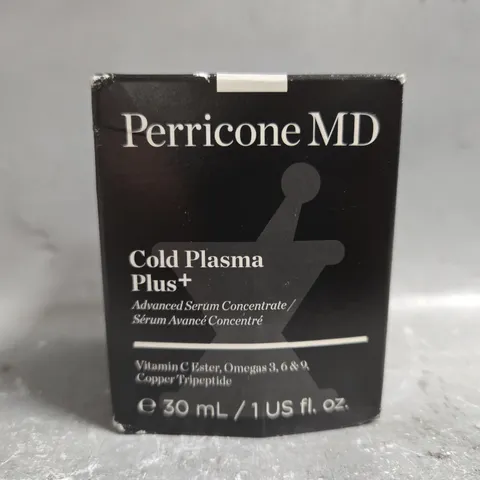 Perricone MD
Cold Plasma
Plus+
Advanced Serum Concentrate /
Sérum Avancé Concentré
Vitamin C Ester, Omegas 3, 6 & 9,
Copper Tripeptide
℮ 30 mL / 1 US fl. oz.